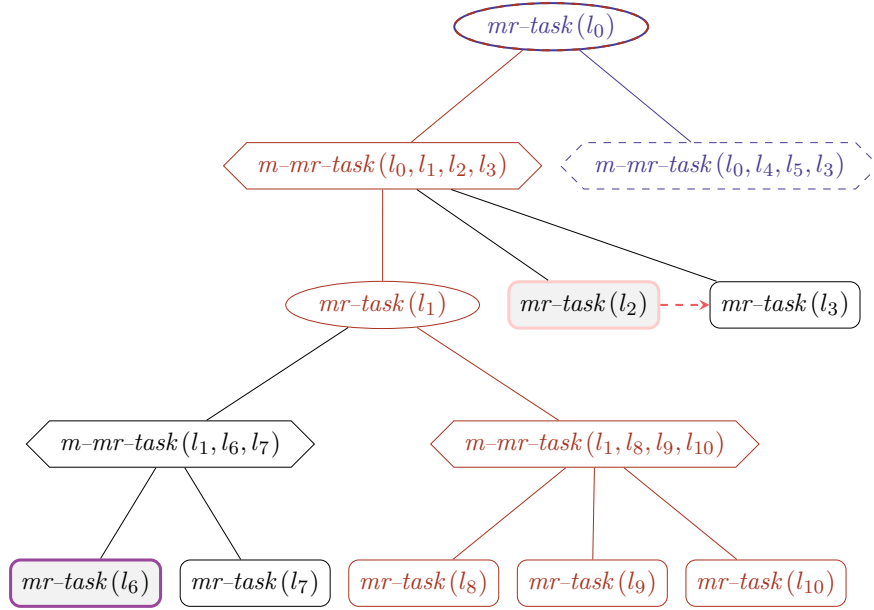 mr–task(l₀)
m–mr–task(l₀, l₁, l₂, l₃)
m–mr–task(l₀, l₄, l₅, l₃)
mr–task(l₁)
mr–task(l₂)
mr–task(l₃)
m–mr–task(l₁, l₆, l₇)
m–mr–task(l₁, l₈, l₉, l₁₀)
mr–task(l₆)
mr–task(l₇)
mr–task(l₈)
mr–task(l₉)
mr–task(l₁₀)